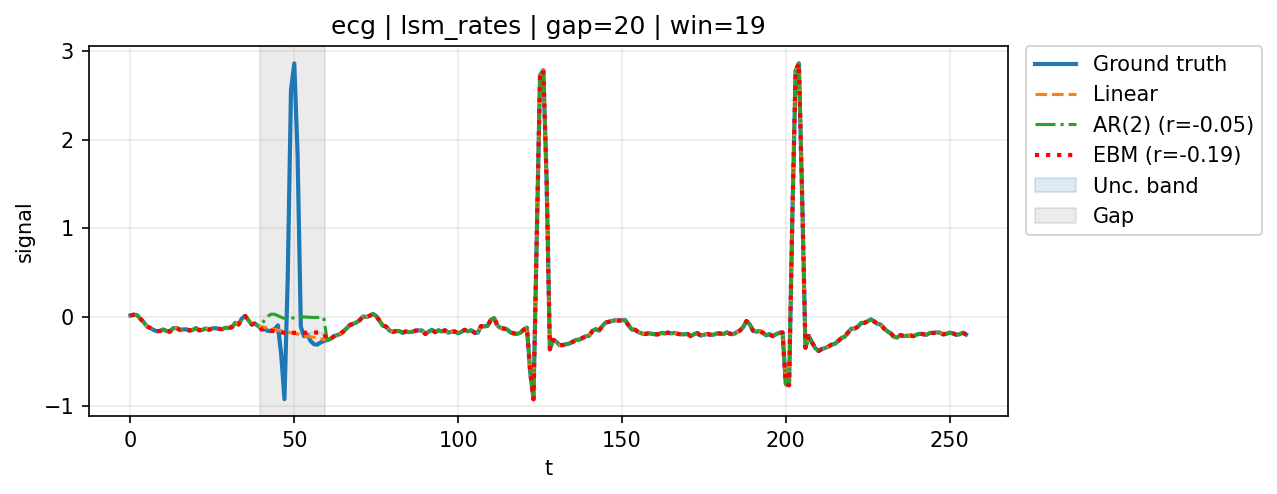 ecg | lsm_rates | gap=20 | win=19
3
2
1
0
−1
signal
0
50
100
150
200
250
t
Ground truth
Linear
AR(2) (r=-0.05)
EBM (r=-0.19)
Unc. band
Gap